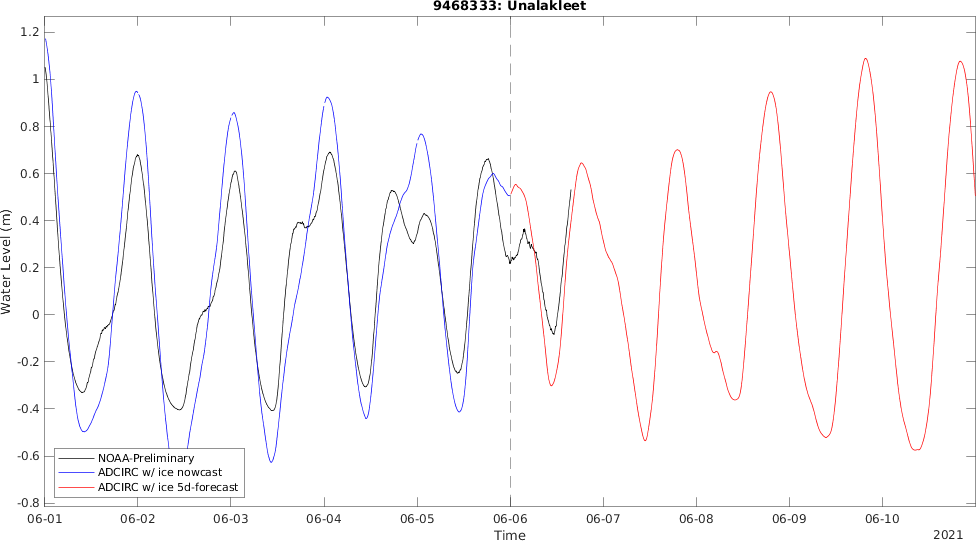 9468333: Unalakleet
Water Level (m)
1.2
1
0.8
0.6
0.4
0.2
0
-0.2
-0.4
-0.6
-0.8
NOAA-Preliminary
ADCIRC w/ ice nowcast
ADCIRC w/ ice 5d-forecast
06-01 06-02 06-03 06-04 06-05 06-06 06-07 06-08 06-09 06-10
Time
2021